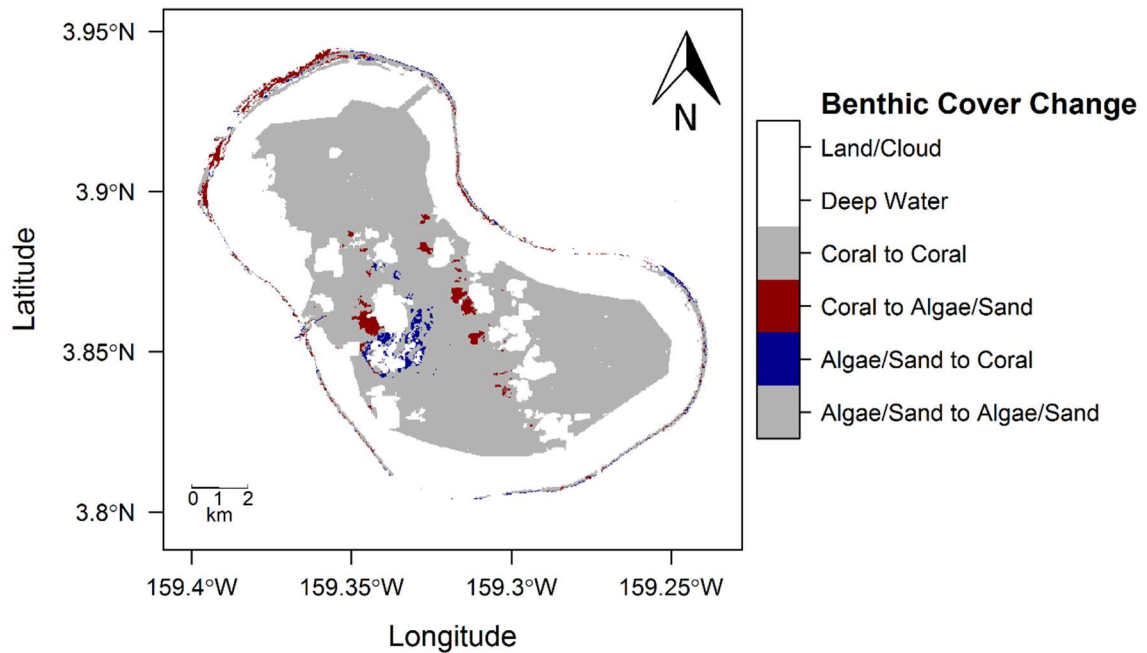 3.95°N
3.9°N
3.85°N
3.8°N
Latitude
N
0 1 2
km
159.4°W
159.35°W
159.3°W
159.25°W
Longitude
Benthic Cover Change
Land/Cloud
Deep Water
Coral to Coral
Coral to Algae/Sand
Algae/Sand to Coral
Algae/Sand to Algae/Sand